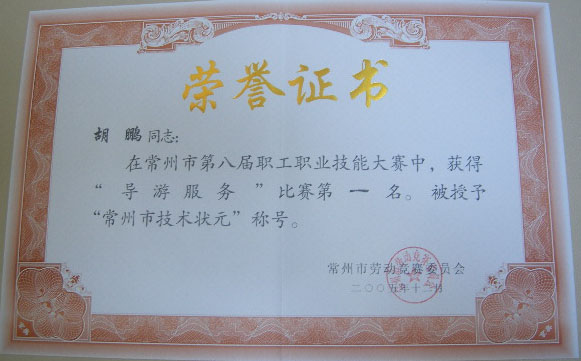 荣誉证书
胡鹏同志:
在常州市第八届职工职业技能大赛中,获得
“导游服务”比赛第一名。被授予
“常州市技术状元”称号。
常州市劳动竞赛委员会
二〇〇五年十二月